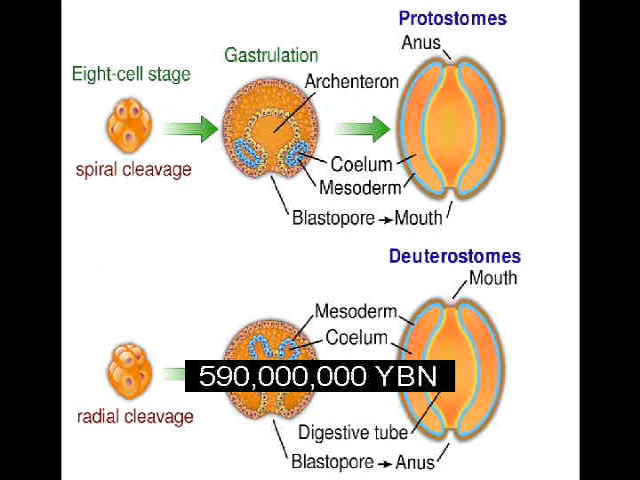 Protostomes
Anus
Gastrulation
Eight-cell stage
Archenteron
spiral cleavage
Coelum
Mesoderm
Blastopore → Mouth
Deuterostomes
Mouth
Mesoderm
Coelum
590,000,000 YBN
radial cleavage
Digestive tube
Blastopore → Anus